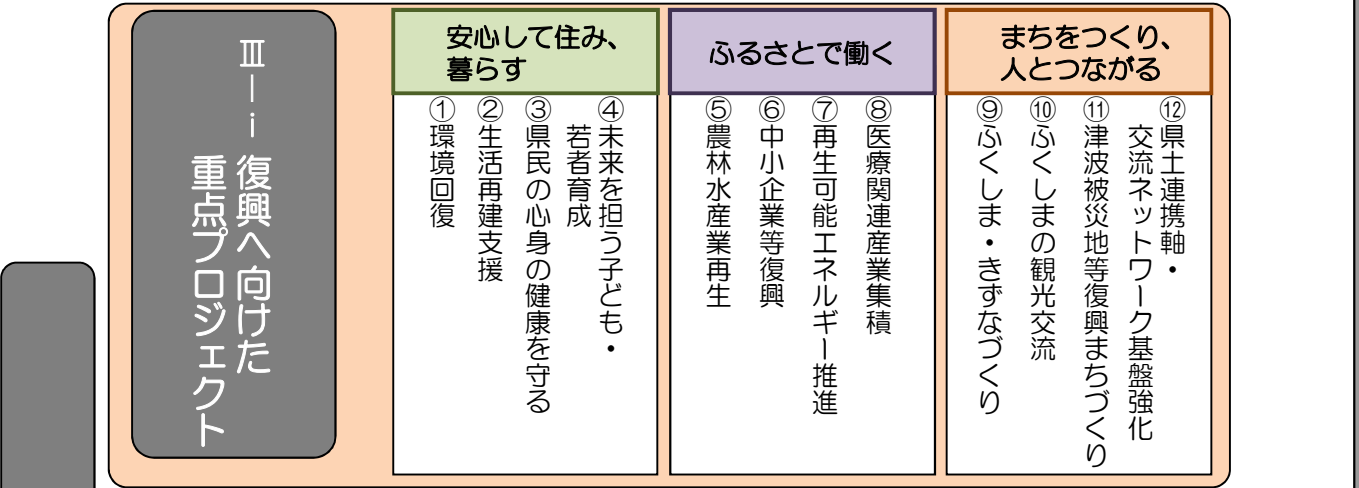 Ⅲ－ⅰ 復興へ向けた
重点プロジェクト
安心して住み、
暮らす
①環境回復
②生活再建支援
③県民の心身の健康を守る
④未来を担う子ども・
若者育成
ふるさとで働く
⑤農林水産業再生
⑥中小企業等復興
⑦再生可能エネルギー推進
⑧医療関連産業集積
まちをつくり、
人とつながる
⑨ふくしま・きずなづくり
⑩ふくしまの観光交流
⑪津波被災地等復興まちづくり
⑫県土連携軸・
交流ネットワーク基盤強化